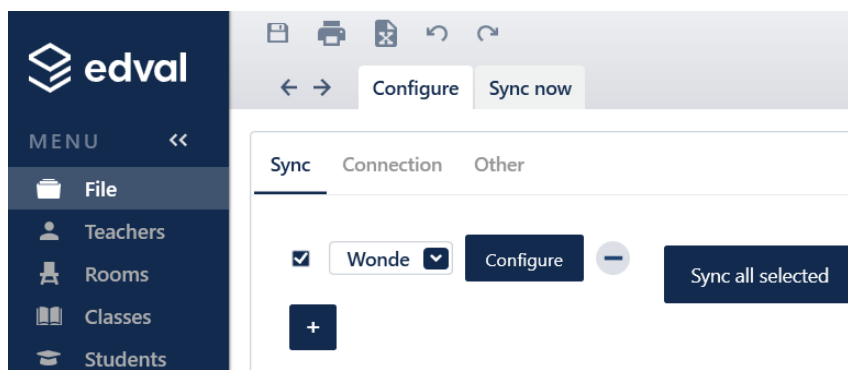 edval
Configure Sync now
MENU
Sync Connection Other
File
Teachers
Wonde Configure
Sync all selected
Rooms
Classes
+
Students